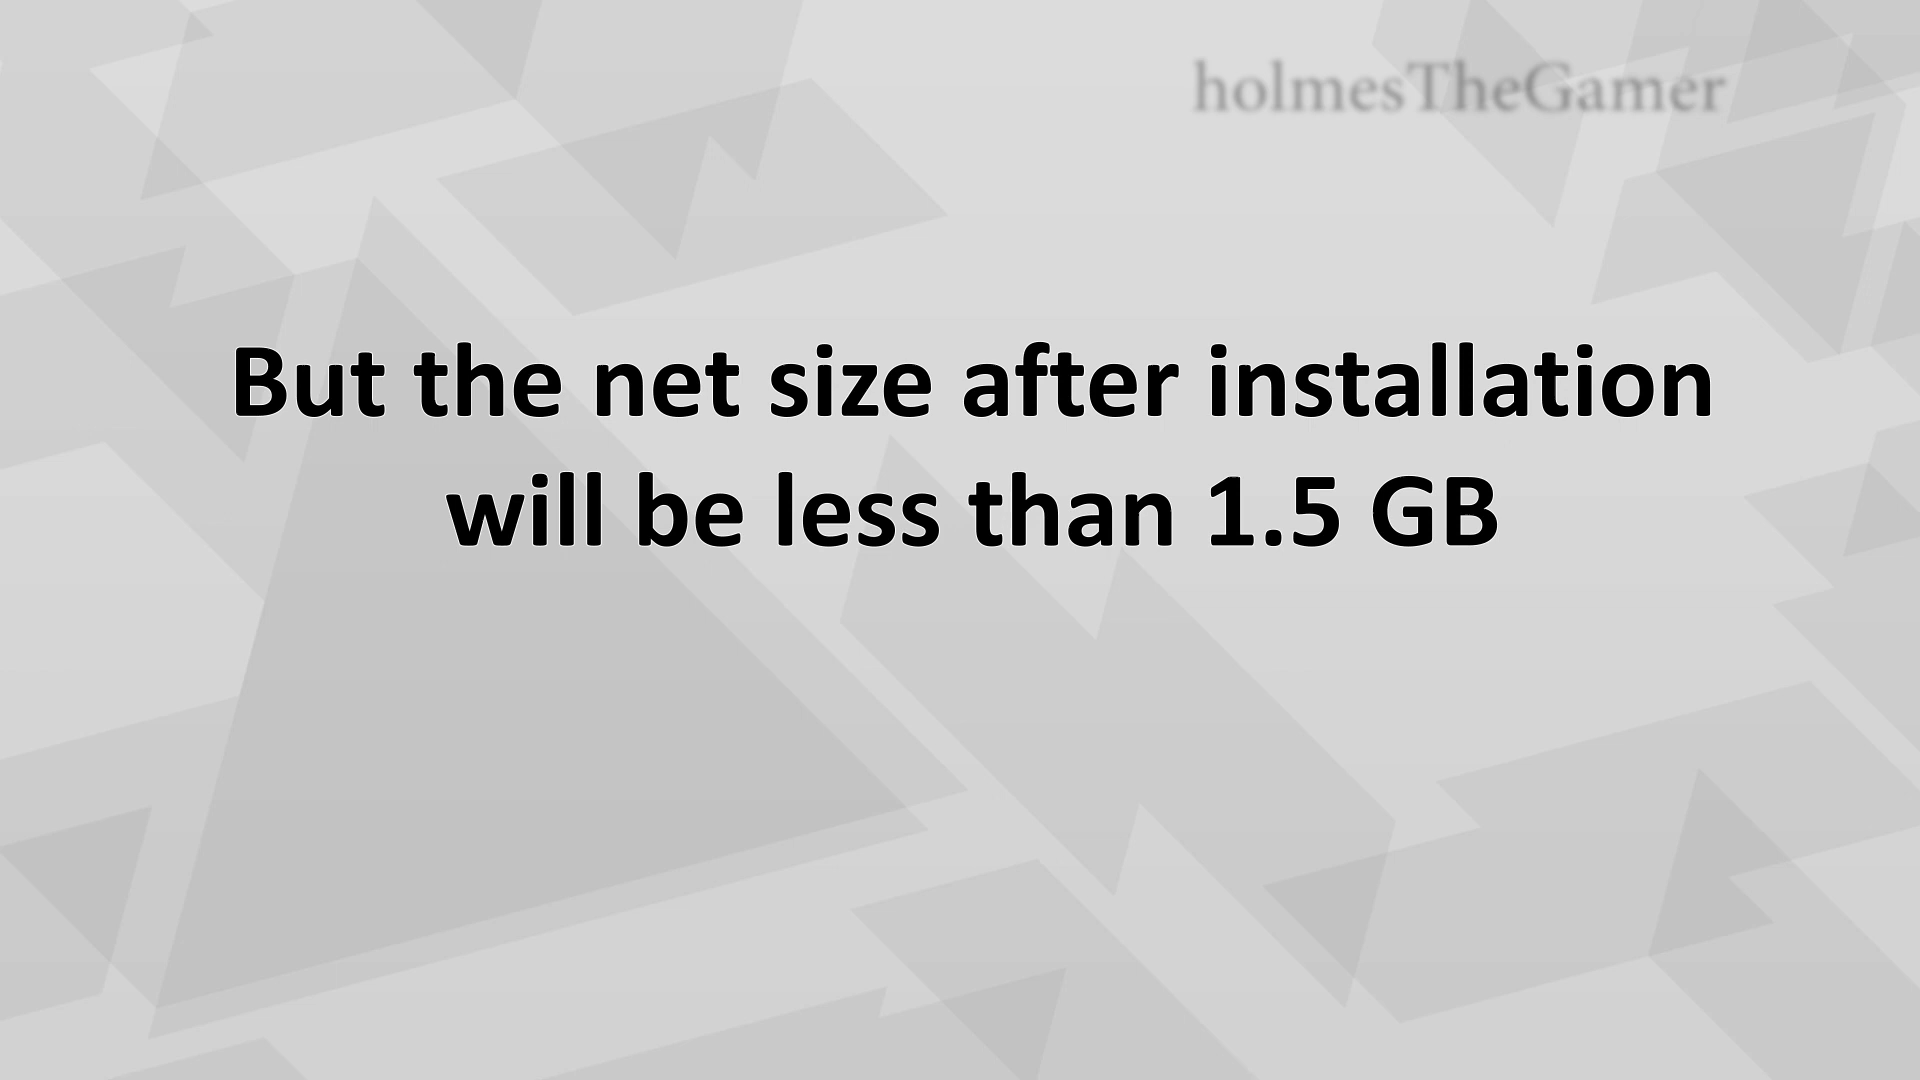 holmesTheGamer
But the net size after installation
will be less than 1.5 GB